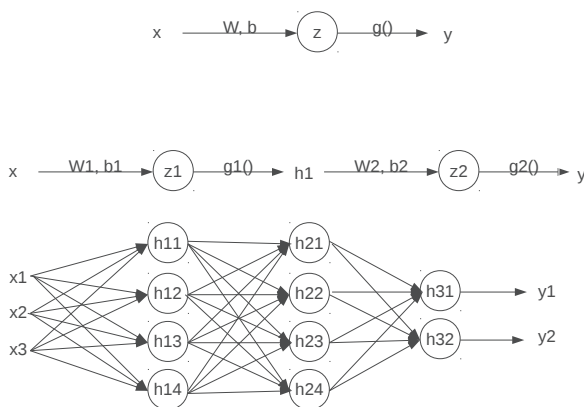 x W, b z g() y
x W1, b1 z1 g1() h1 W2, b2 z2 g2() y
h11 h21
x1 h12 h22 h31 y1
x2
x3 h13 h23 h32 y2
h14 h24